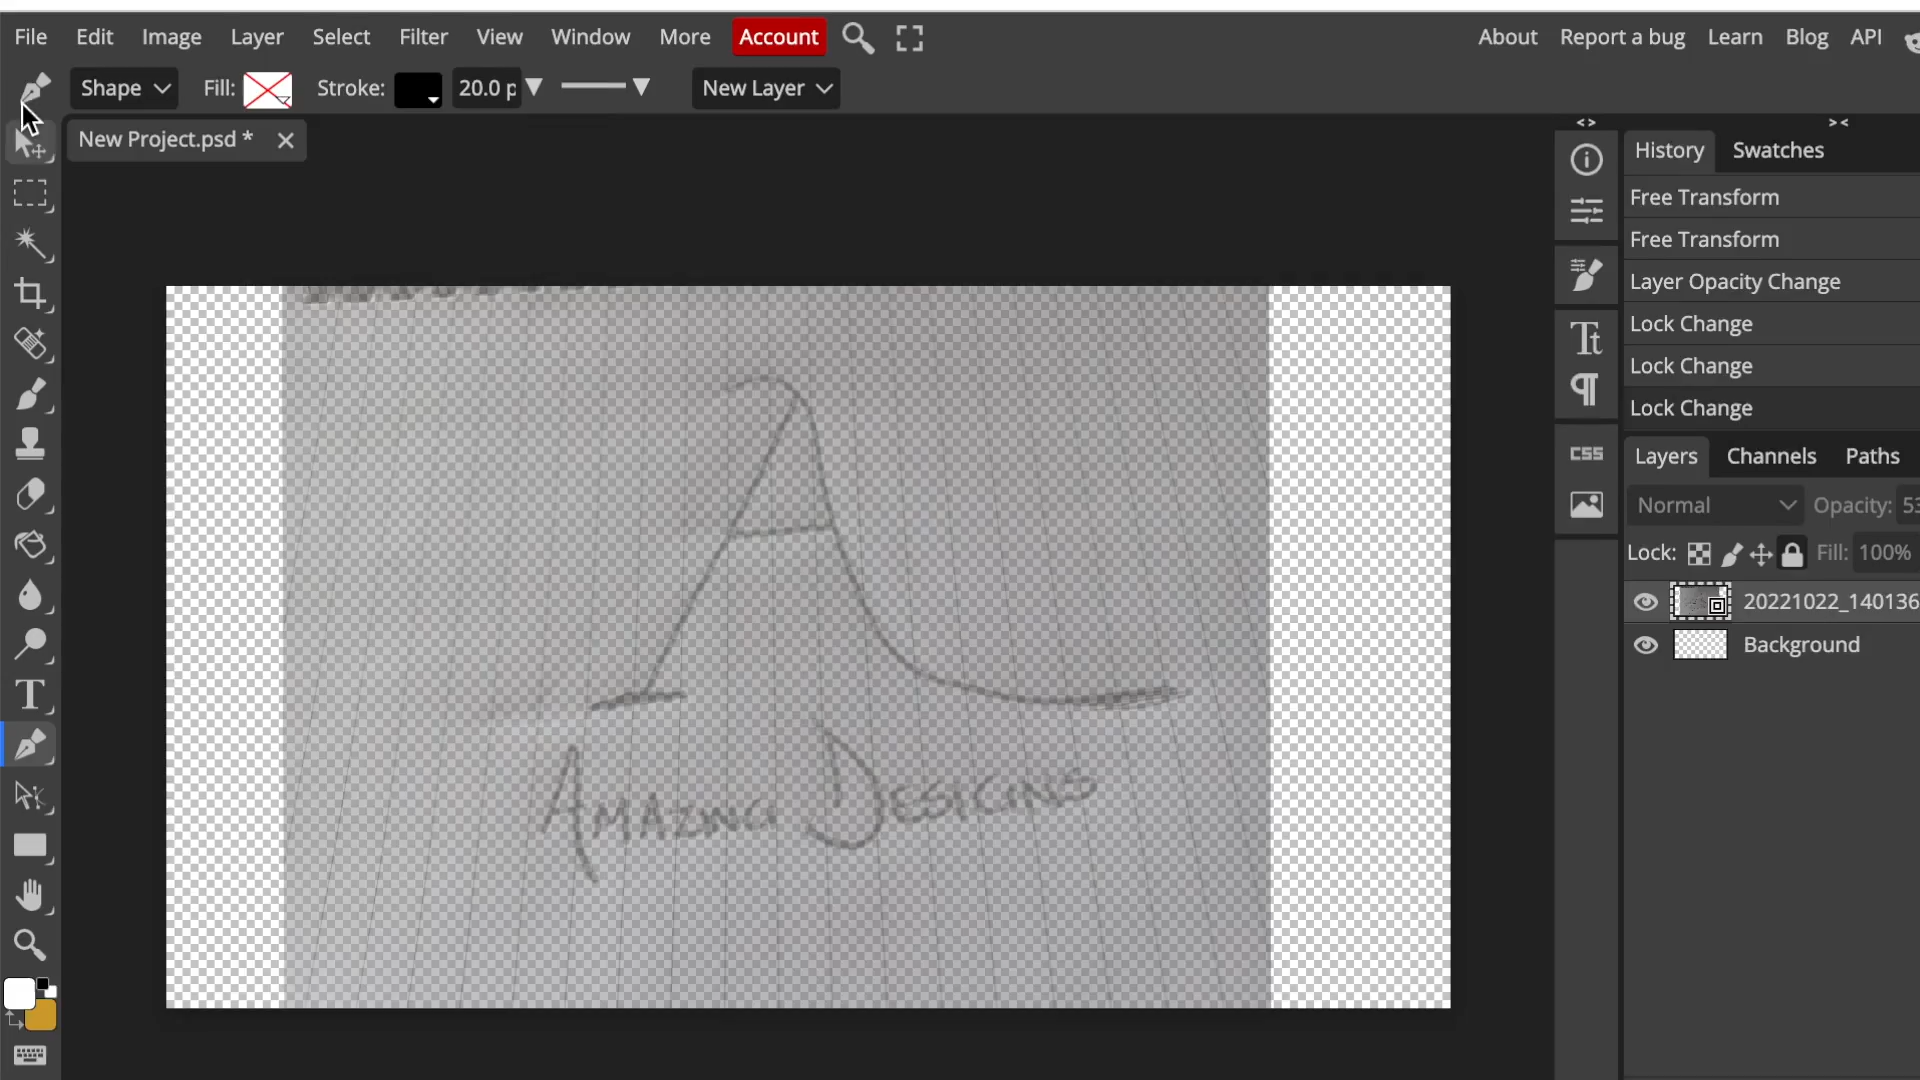 File Edit Image Layer Select Filter View Window More Account About Report a bug Learn Blog API
Shape Fill: Stroke: 20.0 p New Layer
New Project.psd *
History Swatches
Free Transform
Free Transform
Layer Opacity Change
Lock Change
Lock Change
Lock Change
CSS
Layers Channels Paths
Normal Opacity: 53
Lock: Fill: 100%
20221022_140136
Background
A
AMAZING DESIGNS